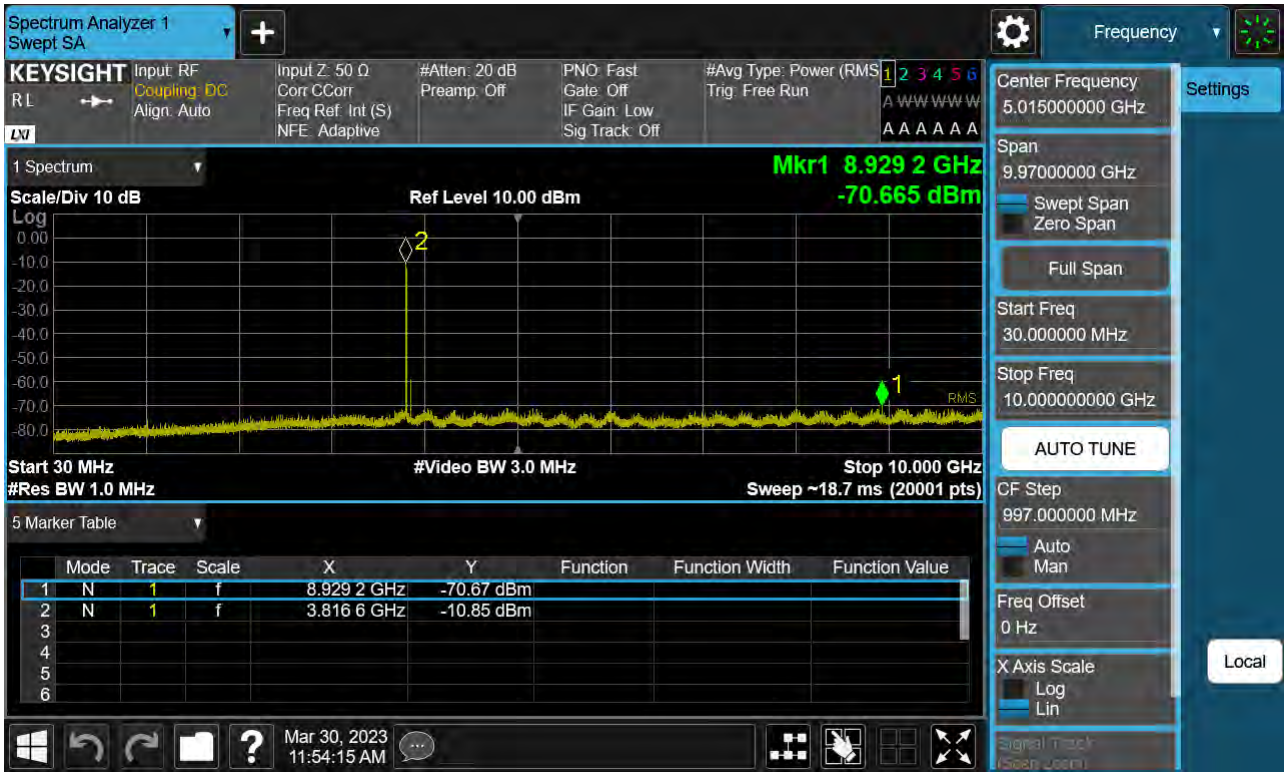 Spectrum Analyzer 1
Swept SA
+
Frequency
KEYSIGHT
RL
LXI
Input: RF
Coupling: DC
Align: Auto
Input Z: 50 Ω
Corr CCorr
Freq Ref: Int (S)
NFE: Adaptive
#Atten: 20 dB
Preamp: Off
PNO: Fast
Gate: Off
IF Gain: Low
Sig Track: Off
#Avg Type: Power (RMS
Trig: Free Run
1 2 3 4 5 6
A W W W W W
A A A A A A
1 Spectrum
Scale/Div 10 dB
Ref Level 10.00 dBm
Mkr1 8.929 2 GHz
-70.665 dBm
Log
0.00
-10.0
-20.0
-30.0
-40.0
-50.0
-60.0
-70.0
-80.0
2
1
RMS
Start 30 MHz
#Video BW 3.0 MHz
Stop 10.000 GHz
#Res BW 1.0 MHz
Sweep ~18.7 ms (20001 pts)
5 Marker Table
Mode Trace Scale X Y Function Function Width Function Value
1 N 1 f 8.929 2 GHz -70.67 dBm
2 N 1 f 3.816 6 GHz -10.85 dBm
3
4
5
6
Mar 30, 2023
11:54:15 AM
?
Center Frequency
5.015000000 GHz
Span
9.97000000 GHz
Swept Span
Zero Span
Full Span
Start Freq
30.000000 MHz
Stop Freq
10.000000000 GHz
AUTO TUNE
CF Step
997.000000 MHz
Auto
Man
Freq Offset
0 Hz
X Axis Scale
Log
Lin
Signal Track
(Span Zoom)
Settings
Local